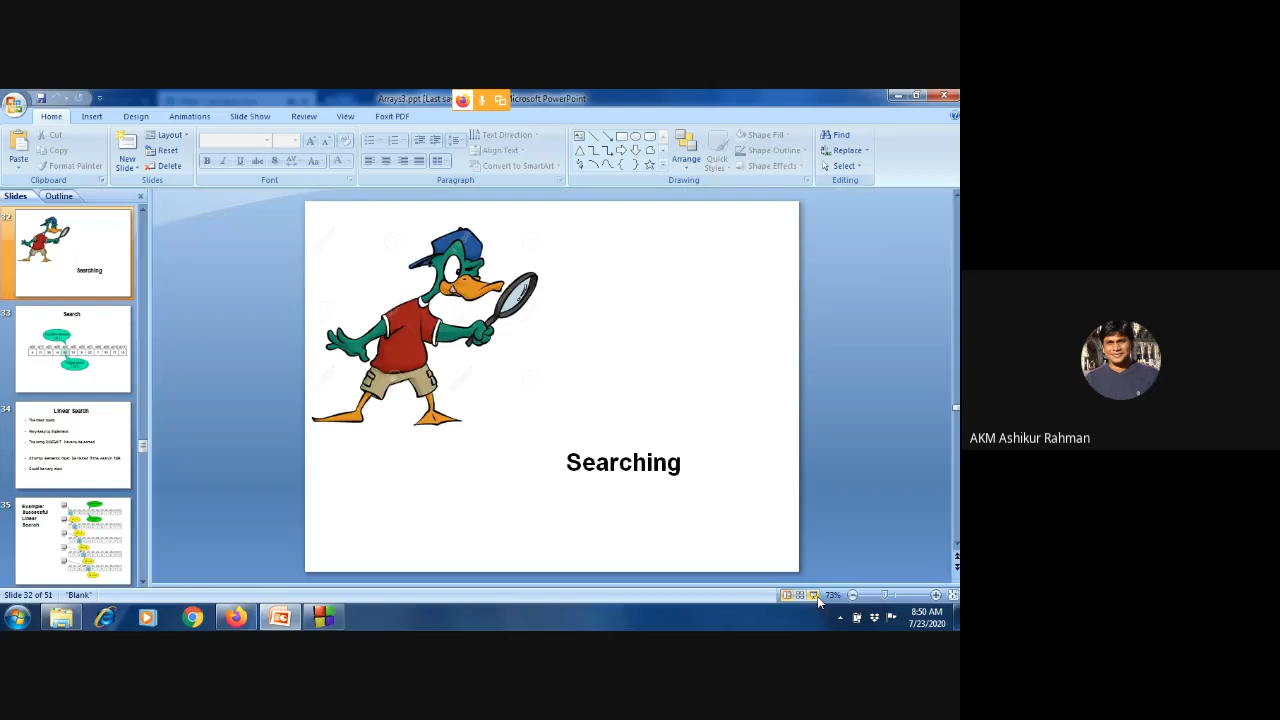 Arrays3.ppt [Last sa
Microsoft PowerPoint
Home Insert Design Animations Slide Show Review View Foxit PDF
Cut
Copy
Format Painter
Paste
Clipboard
New
Slide
Layout
Reset
Delete
Slides
Font
Text Direction
Align Text
Convert to SmartArt
Paragraph
Arrange
Quick
Styles
Shape Fill
Shape Outline
Shape Effects
Drawing
Find
Replace
Select
Editing
Slides Outline
32
Searching
33
Search
34
Linear Search
35
Example:
Successful
Linear
Search
Searching
Slide 32 of 51 "Blank"
73%
8:50 AM
7/23/2020
AKM Ashikur Rahman